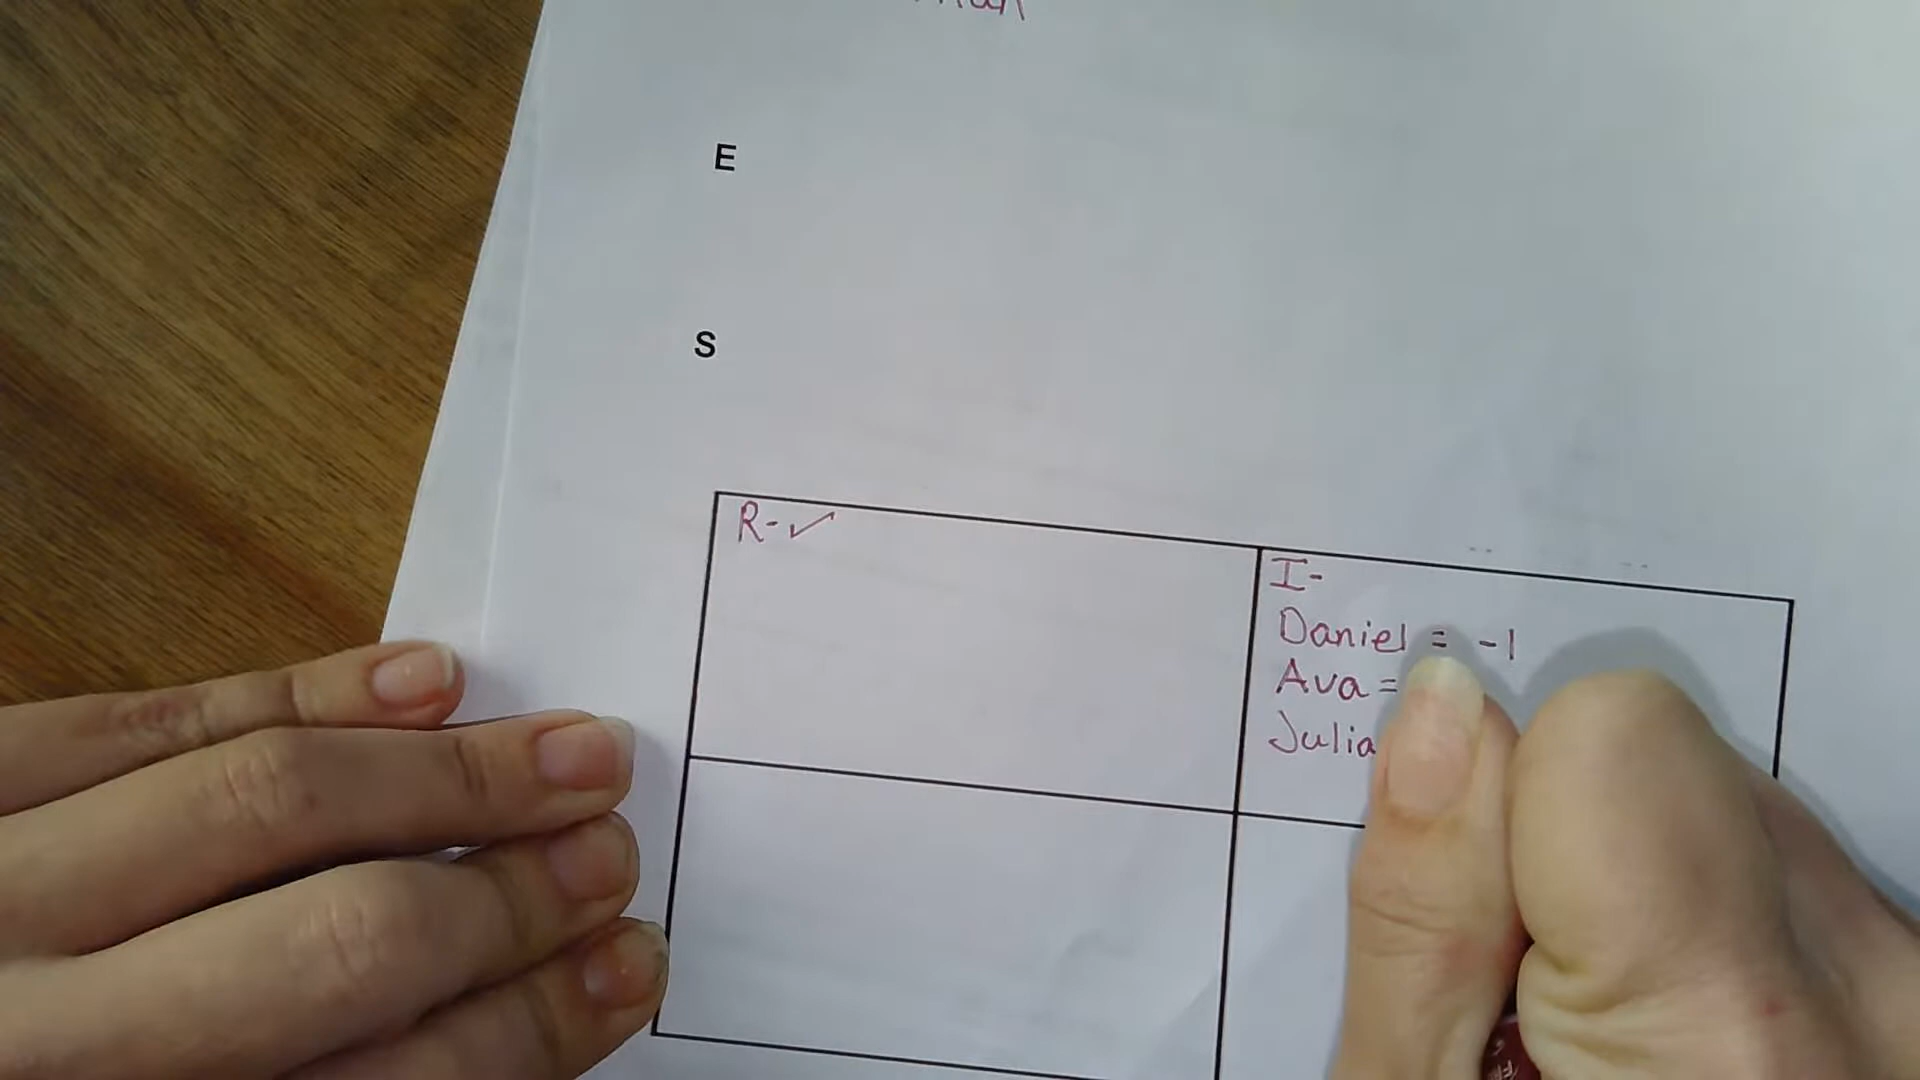 E
S
R-✓
I-
Daniel = -1
Ava =
Julia